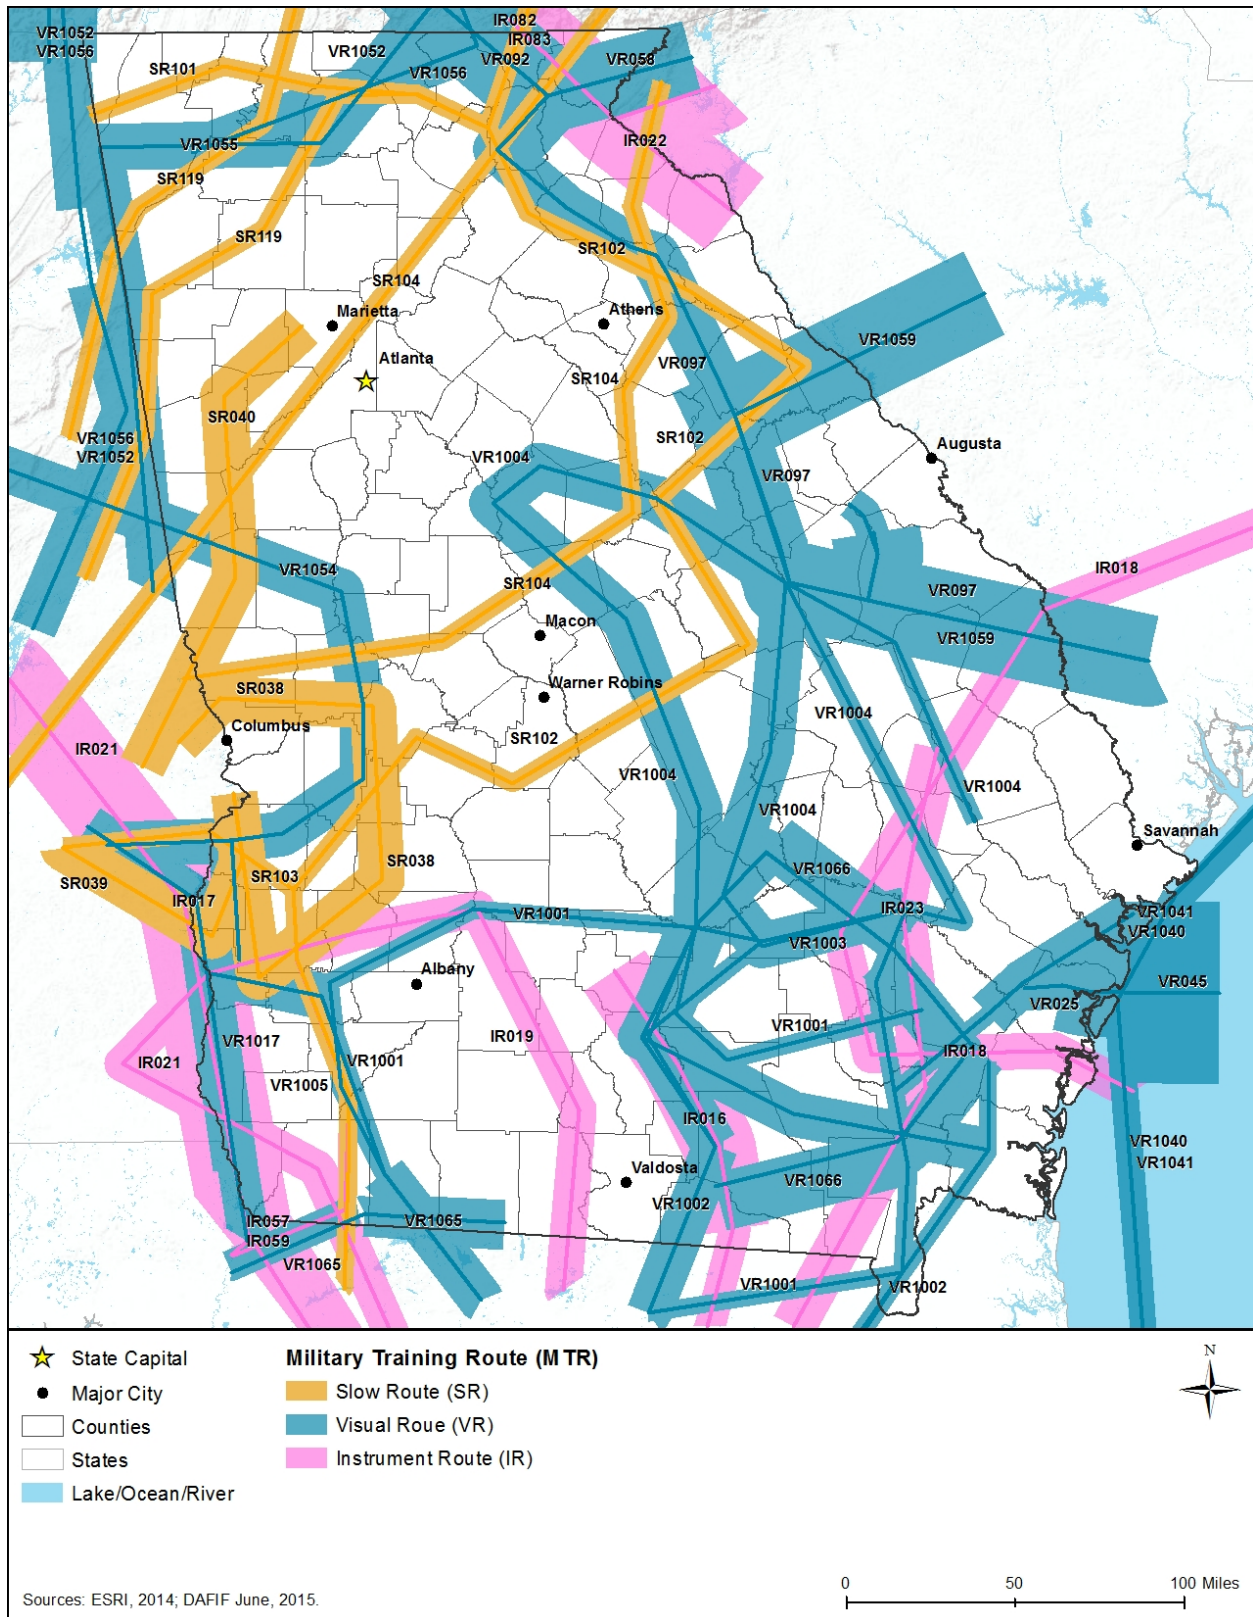 IR082
VR1052
VR1056
IR083
VR1052
VR092
VR058
SR101
VR1056
VR1055
IR022
SR119
SR119
SR102
SR104
Marietta
Athens
VR1059
Atlanta
VR097
SR104
SR040
VR1056
VR1052
SR102
Augusta
VR1004
VR097
VR1054
IR018
SR104
VR097
Macon
VR1059
Warner Robins
SR038
VR1004
Columbus
SR102
IR021
VR1004
VR1004
VR1004
Savannah
SR038
VR1066
SR103
SR039
IR017
IR023
VR1001
VR1041
VR1040
VR1003
Albany
VR045
VR025
VR1001
IR019
VR1017
IR018
IR021
VR1001
VR1005
IR016
VR1040
VR1041
Valdosta
VR1066
VR1002
IR057
VR1065
IR059
VR1065
VR1001
VR1002
State Capital
Major City
Counties
States
Lake/Ocean/River
Military Training Route (MTR)
Slow Route (SR)
Visual Roue (VR)
Instrument Route (IR)
N
0 50 100 Miles
Sources: ESRI, 2014; DAFIF June, 2015.